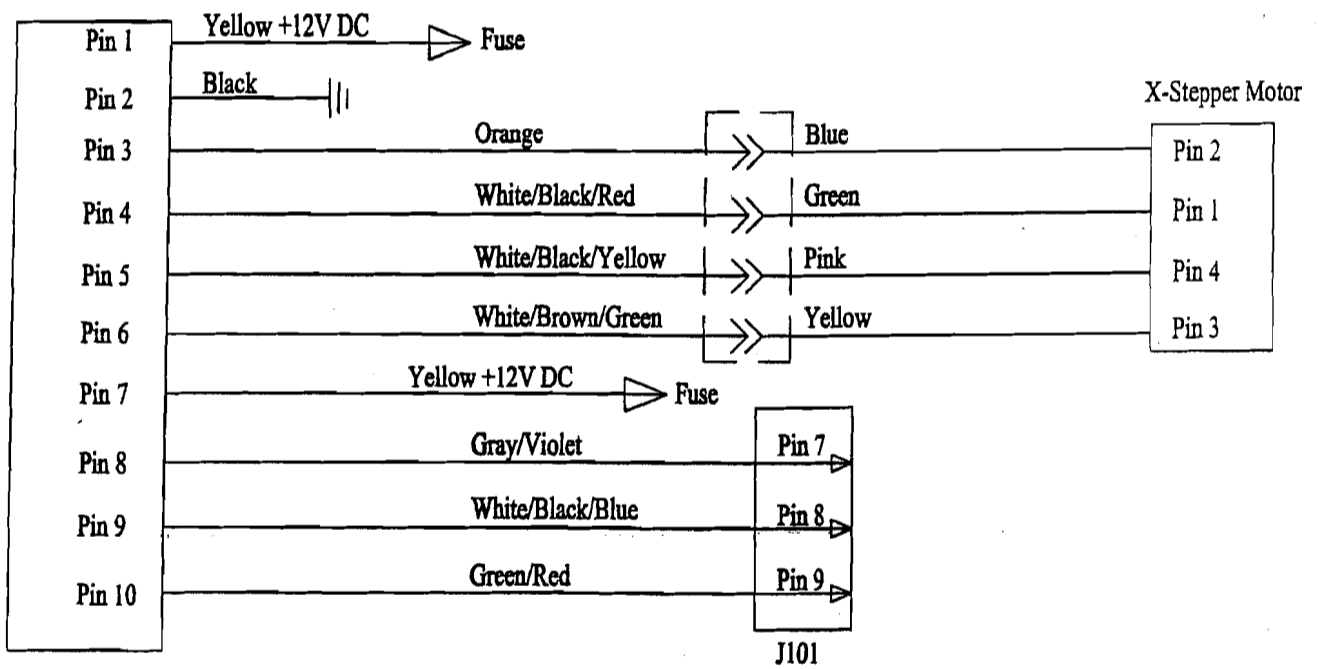 Pin 1 Yellow +12V DC Fuse
Pin 2 Black
X-Stepper Motor
Pin 3 Orange Blue Pin 2
Pin 4 White/Black/Red Green Pin 1
Pin 5 White/Black/Yellow Pink Pin 4
Pin 6 White/Brown/Green Yellow Pin 3
Pin 7 Yellow +12V DC Fuse
Pin 8 Gray/Violet Pin 7
Pin 9 White/Black/Blue Pin 8
Pin 10 Green/Red Pin 9
J101